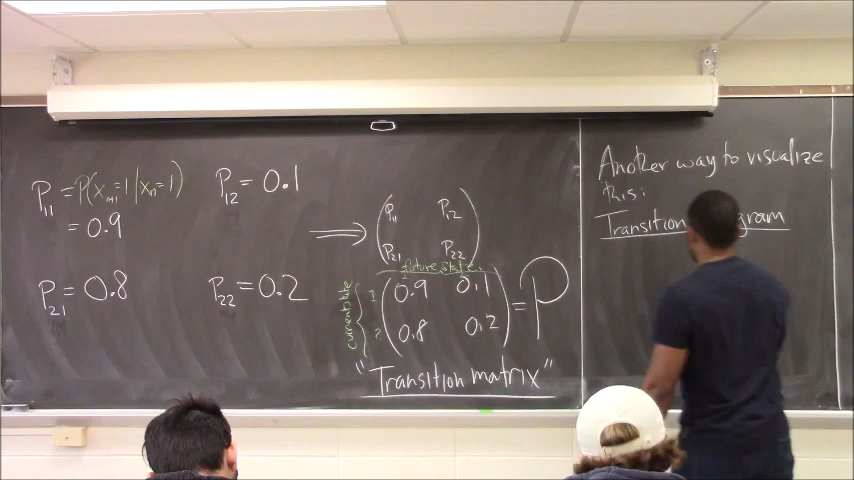 P11 = P(Xn+1=1 | Xn=1)
= 0.9
P12 = 0.1
P21 = 0.8
P22 = 0.2
⇒ ( P11 P12
P21 P22 )
future state
current state
1 ( 0.9 0.1
2 0.8 0.2 ) = P
"Transition matrix"
Another way to visualize
this:
Transition